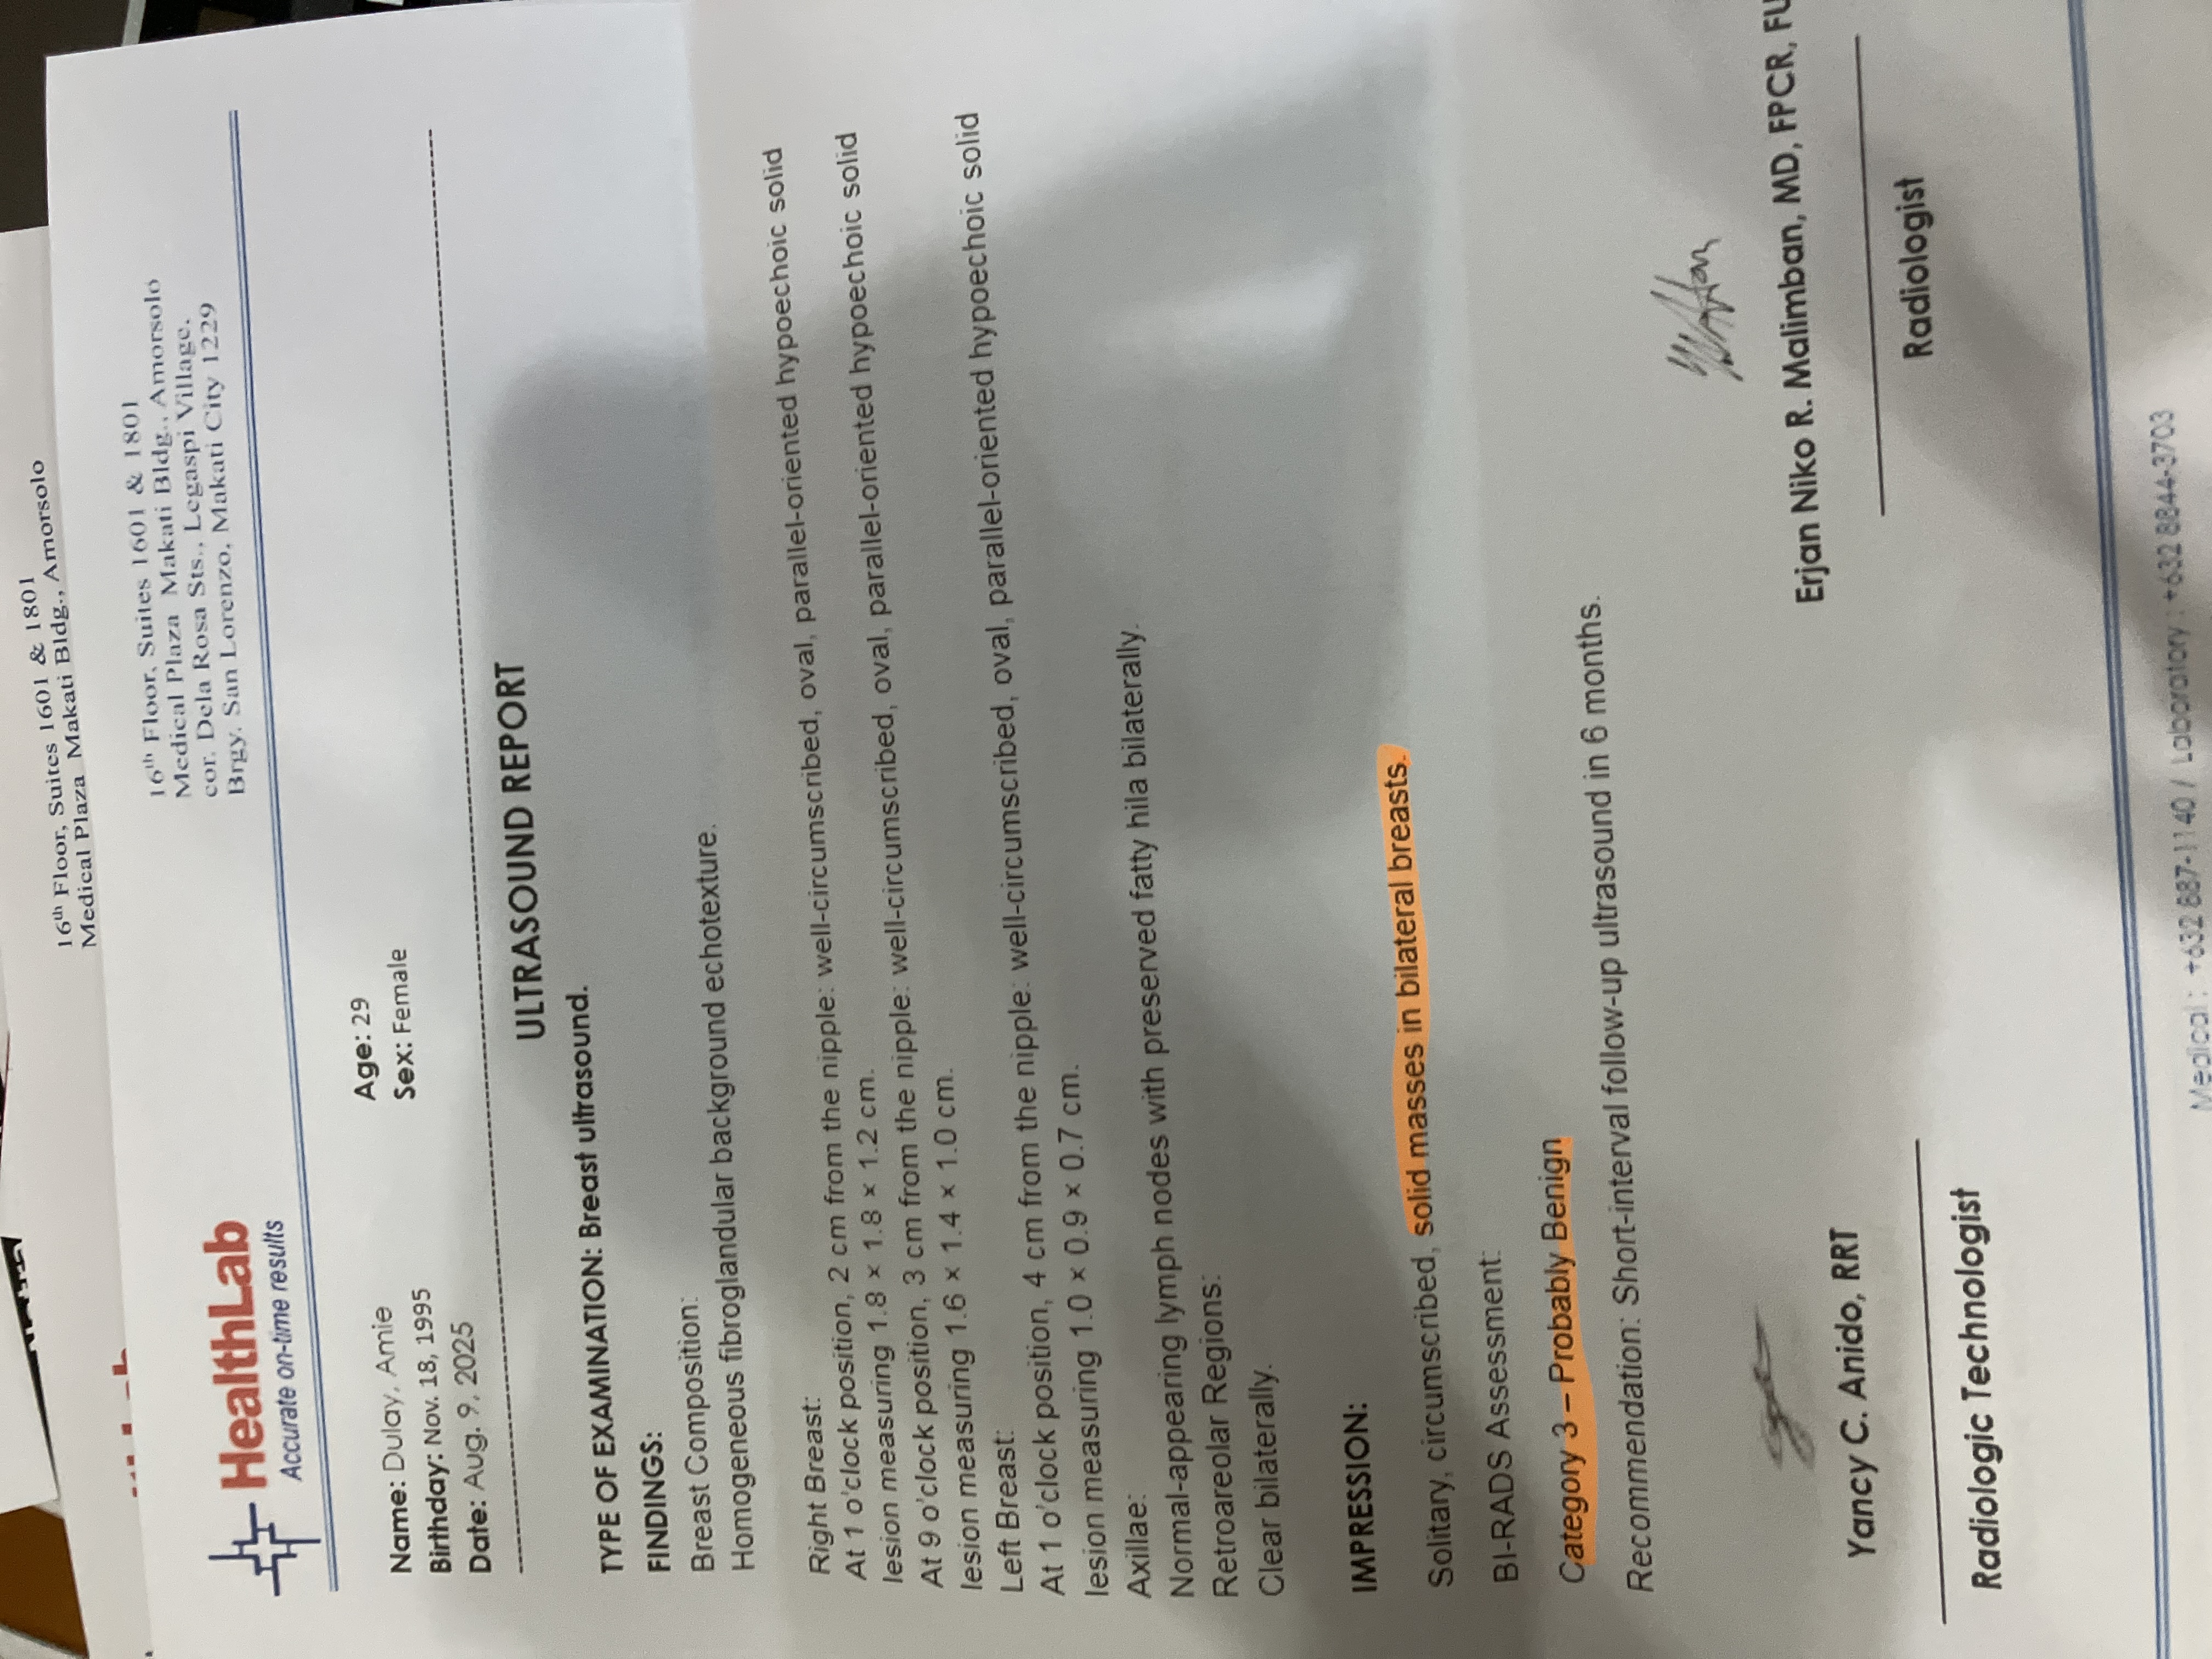 16th Floor, Suites 1601 & 1801
Medical Plaza Makati Bldg., Amorsolo
16th Floor, Suites 1601 & 1801
Medical Plaza Makati Bldg., Amorsolo
cor. Dela Rosa Sts., Legaspi Village,
Brgy. San Lorenzo, Makati City 1229
HealthLab
Accurate on-time results
Name: Dulay, Amie
Age: 29
Birthday: Nov. 18, 1995
Sex: Female
Date: Aug. 9, 2025
ULTRASOUND REPORT
TYPE OF EXAMINATION: Breast ultrasound.
FINDINGS:
Breast Composition:
Homogeneous fibroglandular background echotexture.
Right Breast:
At 1 o'clock position, 2 cm from the nipple: well-circumscribed, oval, parallel-oriented hypoechoic solid
lesion measuring 1.8 × 1.8 × 1.2 cm.
At 9 o'clock position, 3 cm from the nipple: well-circumscribed, oval, parallel-oriented hypoechoic solid
lesion measuring 1.6 × 1.4 × 1.0 cm.
Left Breast:
At 1 o'clock position, 4 cm from the nipple: well-circumscribed, oval, parallel-oriented hypoechoic solid
lesion measuring 1.0 × 0.9 × 0.7 cm.
Axillae:
Normal-appearing lymph nodes with preserved fatty hila bilaterally.
Retroareolar Regions:
Clear bilaterally.
IMPRESSION:
Solitary, circumscribed, solid masses in bilateral breasts.
BI-RADS Assessment:
Category 3 – Probably Benign
Recommendation: Short-interval follow-up ultrasound in 6 months.
Yancy C. Anido, RRT
Radiologic Technologist
Erjan Niko R. Malimban, MD, FPCR, FU
Radiologist
Medical : +632 887-1140 / Laboratory : +632 8844-3703